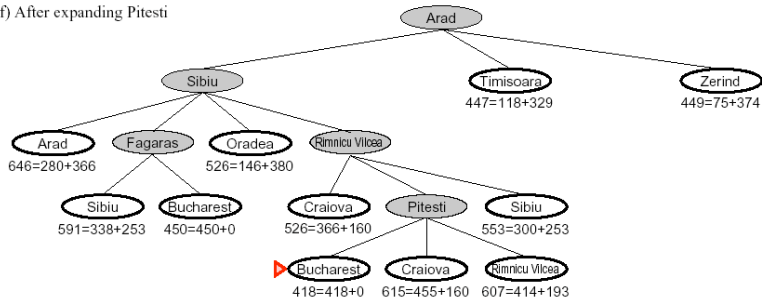 f) After expanding Pitesti
Arad
Sibiu
Timisoara
447=118+329
Zerind
449=75+374
Arad
646=280+366
Fagaras
Oradea
526=146+380
Rimnicu Vilcea
Sibiu
591=338+253
Bucharest
450=450+0
Craiova
526=366+160
Pitesti
Sibiu
553=300+253
Bucharest
418=418+0
Craiova
615=455+160
Rimnicu Vilcea
607=414+193